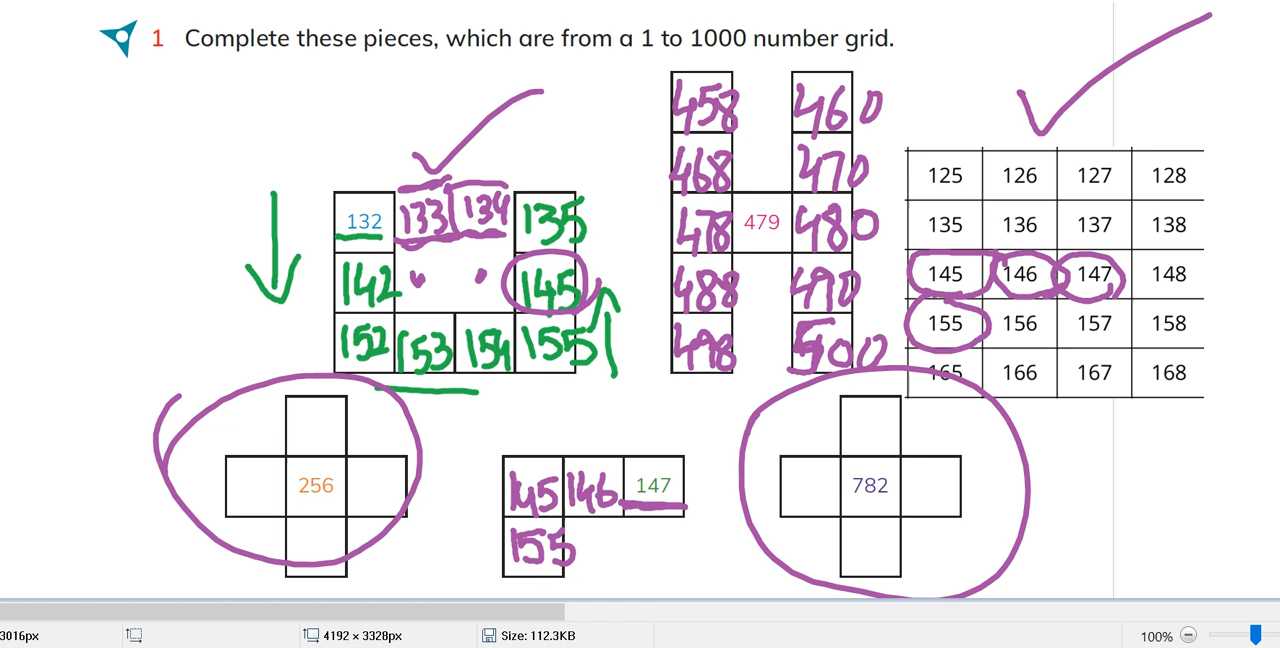 1 Complete these pieces, which are from a 1 to 1000 number grid.
458 460
468 470
478 479 480
488 490
498 500
132 133 134 135
142 145
152 153 154 155
125 126 127 128
135 136 137 138
145 146 147 148
155 156 157 158
165 166 167 168
256
145 146 147
155
782
3016px 4192 × 3328px Size: 112.3KB 100%